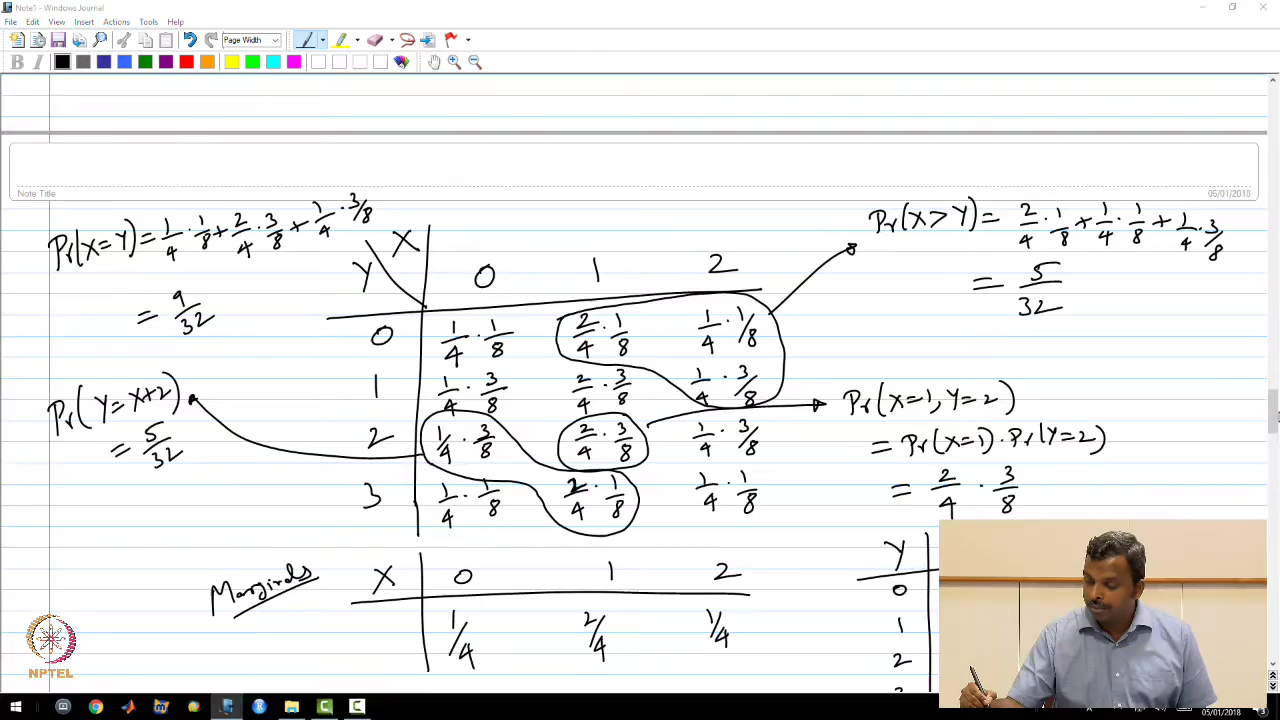 Note1 - Windows Journal
File Edit View Insert Actions Tools Help
Page Width
B I
Note Title
05/01/2018
Pr(X=Y) = 1/4 · 1/8 + 2/4 · 3/8 + 1/4 · 3/8
= 9/32
Pr(X>Y) = 2/4 · 1/8 + 1/4 · 1/8 + 1/4 · 3/8
= 5/32
X
Y 0 1 2
0 1/4 · 1/8 2/4 · 1/8 1/4 · 1/8
1 1/4 · 3/8 2/4 · 3/8 1/4 · 3/8
2 1/4 · 3/8 2/4 · 3/8 1/4 · 3/8
3 1/4 · 1/8 2/4 · 1/8 1/4 · 1/8
Pr(Y=X+2)
= 5/32
Pr(X=1, Y=2)
= Pr(X=1) · Pr(Y=2)
= 2/4 · 3/8
Marginals
X 0 1 2
1/4 2/4 1/4
Y
0
1
2
NPTEL
05/01/2018